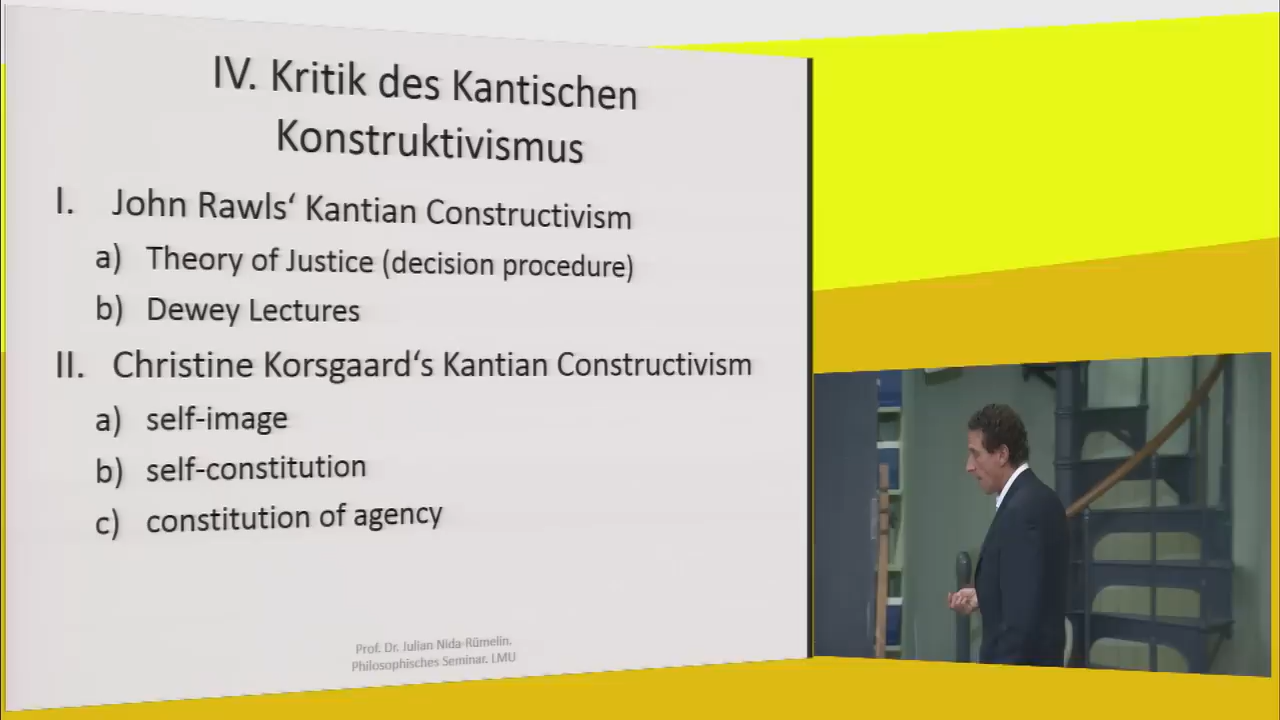 IV. Kritik des Kantischen
Konstruktivismus
I. John Rawls‘ Kantian Constructivism
a) Theory of Justice (decision procedure)
b) Dewey Lectures
II. Christine Korsgaard‘s Kantian Constructivism
a) self-image
b) self-constitution
c) constitution of agency
Prof. Dr. Julian Nida-Rümelin.
Philosophisches Seminar. LMU